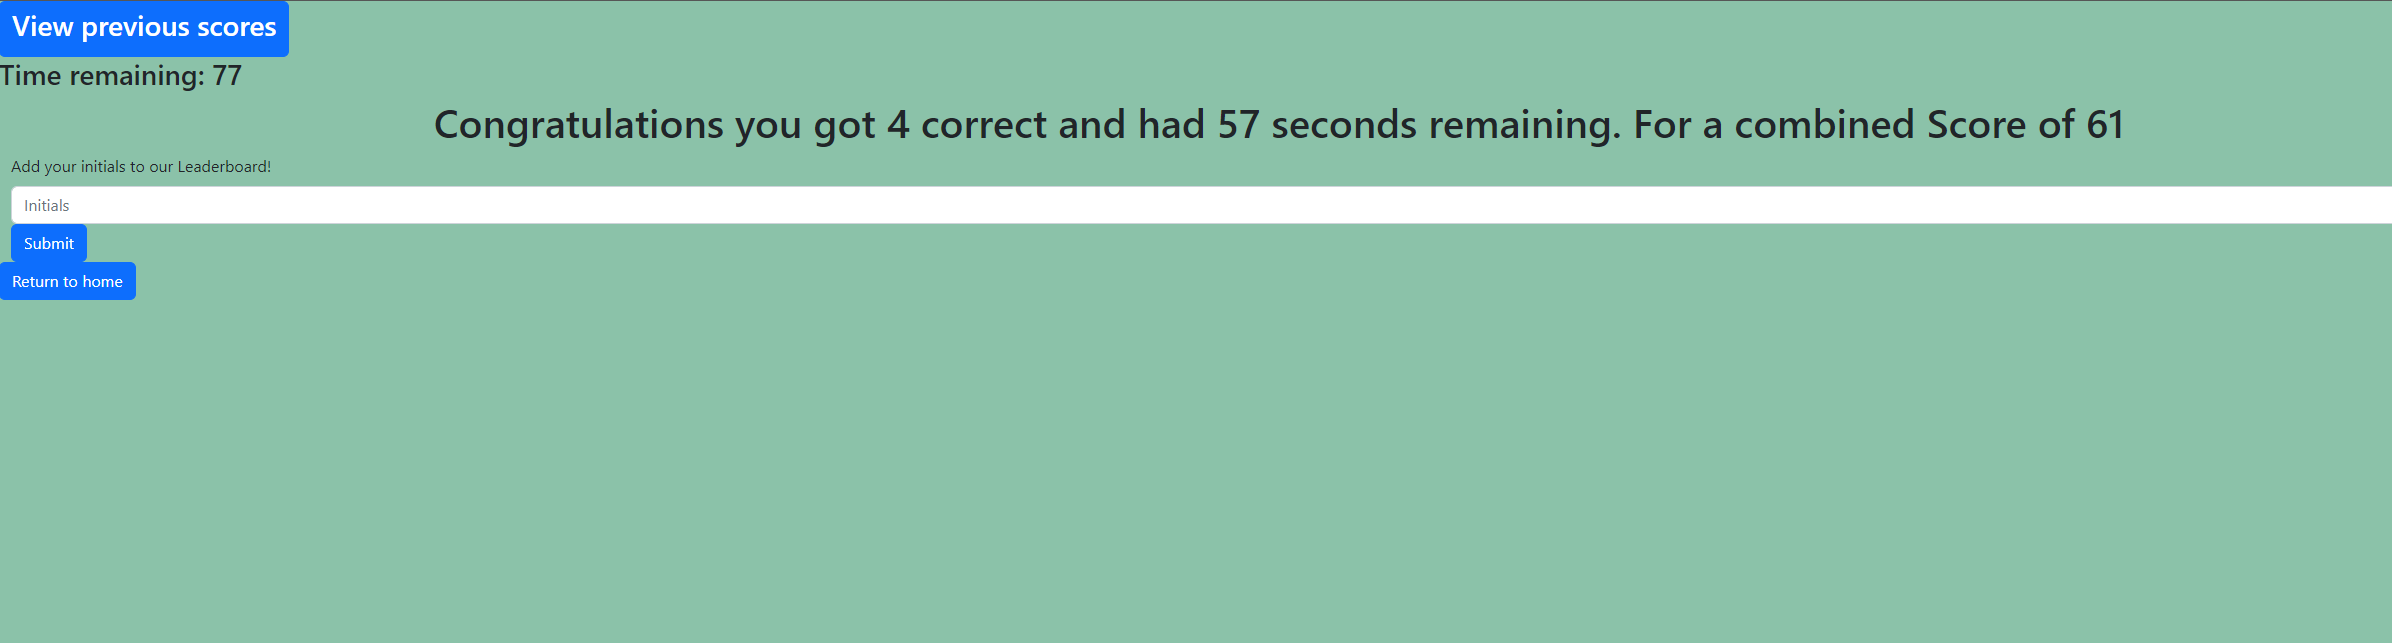 View previous scores
Time remaining: 77
Congratulations you got 4 correct and had 57 seconds remaining. For a combined Score of 61
Add your initials to our Leaderboard!
Initials
Submit
Return to home